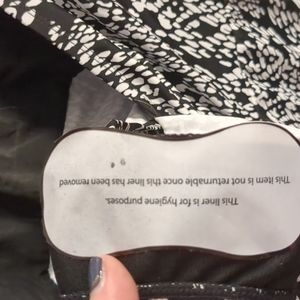 This liner is for hygiene purposes.
This item is not returnable once this liner has been removed